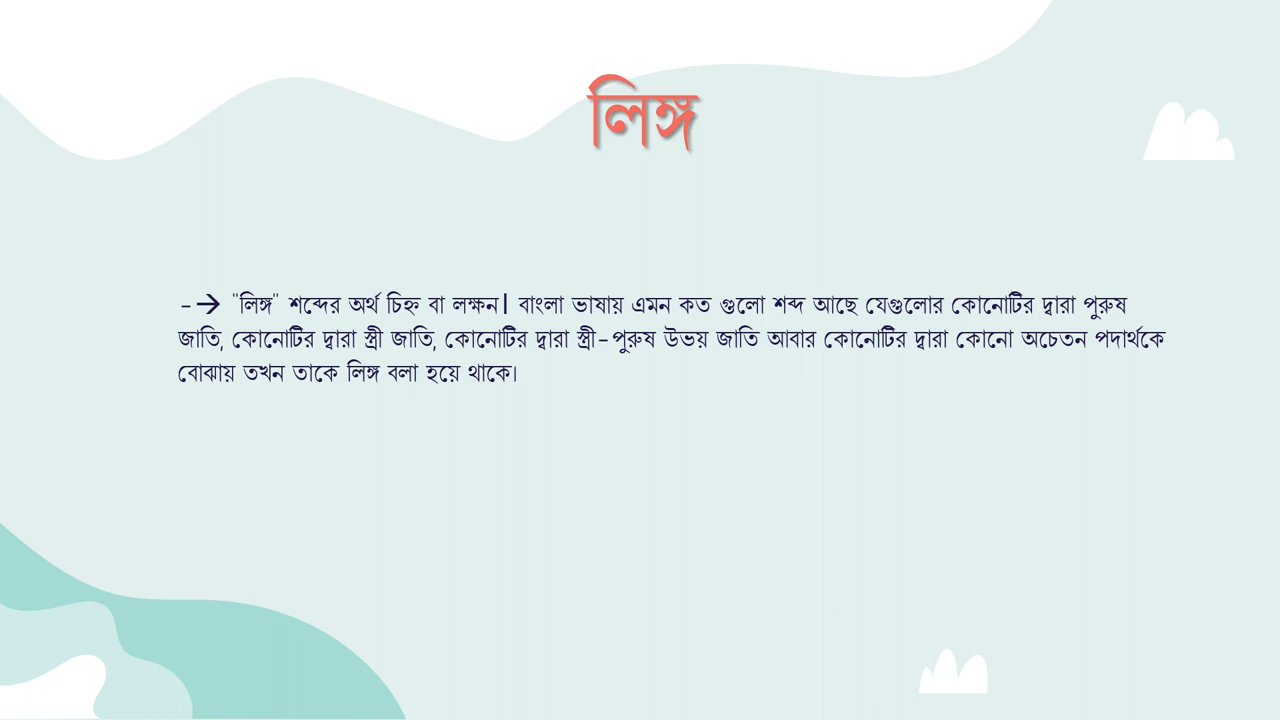 লিঙ্গ
-→ "লিঙ্গ" শব্দের অর্থ চিহ্ন বা লক্ষন। বাংলা ভাষায় এমন কত গুলো শব্দ আছে যেগুলোর কোনোটির দ্বারা পুরুষ
জাতি, কোনোটির দ্বারা স্ত্রী জাতি, কোনোটির দ্বারা স্ত্রী-পুরুষ উভয় জাতি আবার কোনোটির দ্বারা কোনো অচেতন পদার্থকে
বোঝায় তখন তাকে লিঙ্গ বলা হয়ে থাকে।